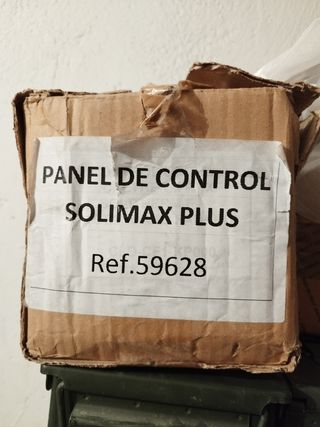 PANEL DE CONTROL
SOLIMAX PLUS
Ref.59628